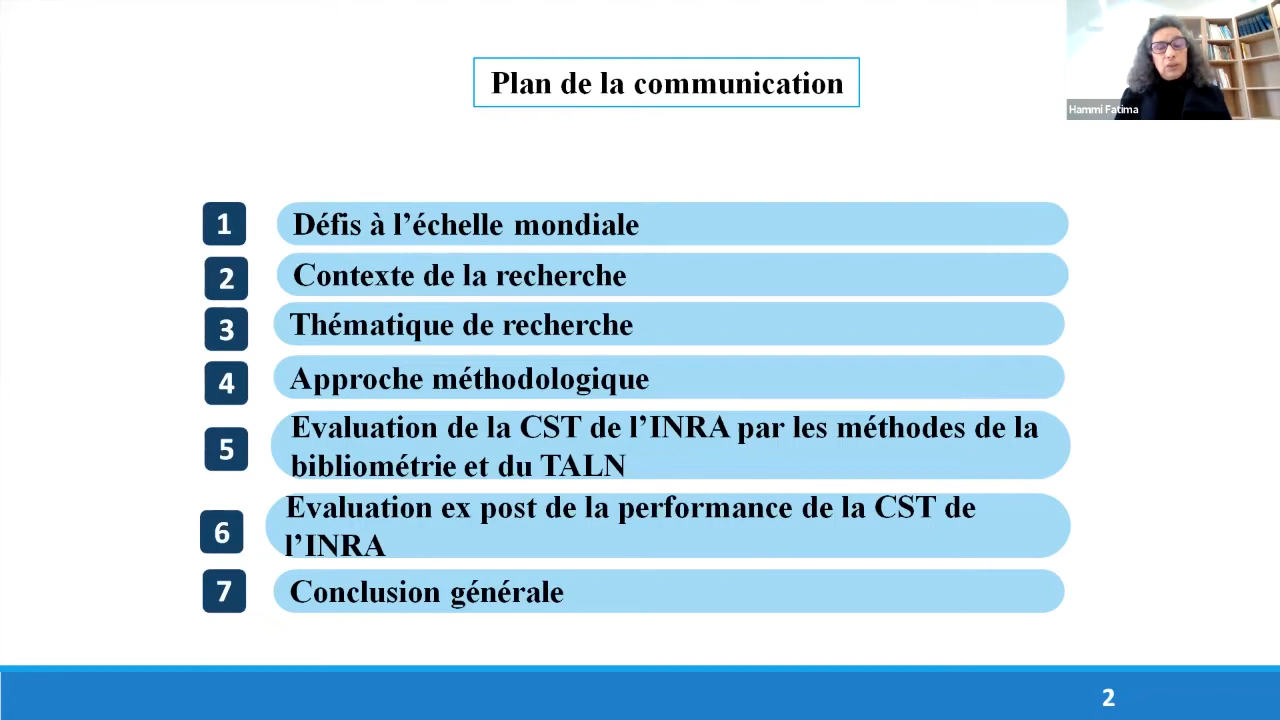 Plan de la communication
Hammi Fatima
1
Défis à l’échelle mondiale
2
Contexte de la recherche
3
Thématique de recherche
4
Approche méthodologique
5
Evaluation de la CST de l’INRA par les méthodes de la
bibliométrie et du TALN
6
Evaluation ex post de la performance de la CST de
l’INRA
7
Conclusion générale
2